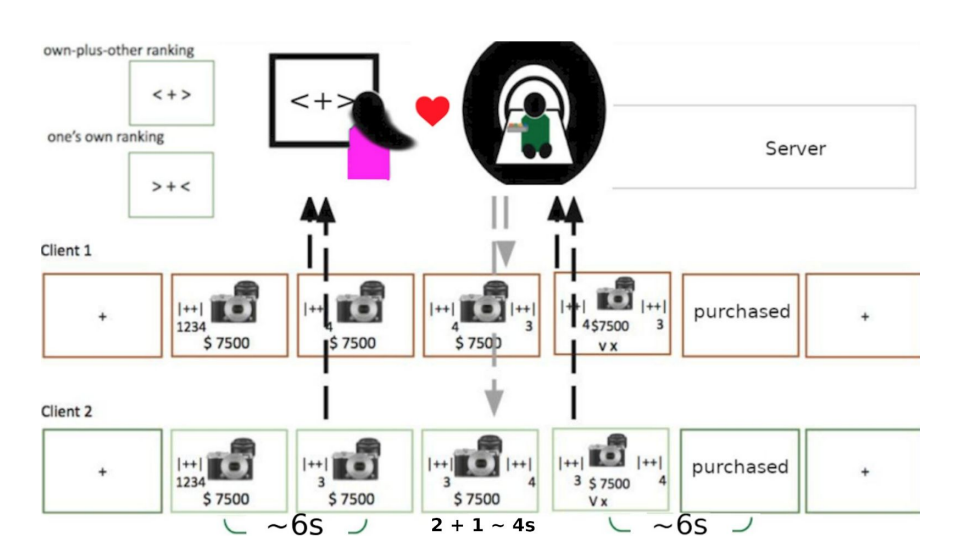 own-plus-other ranking
< + >
one's own ranking
> + <
< + >
Server
Client 1
+
|++|
1234
$ 7500
|++|
4
$ 7500
|++| |++|
4 3
$ 7500
|++| |++|
4 $7500 3
V X
purchased
+
Client 2
+
|++|
1234
$ 7500
|++|
3
$ 7500
|++| |++|
3 4
$ 7500
|++| |++|
3 $ 7500 4
V x
purchased
+
~6s
2 + 1 ~ 4s
~6s